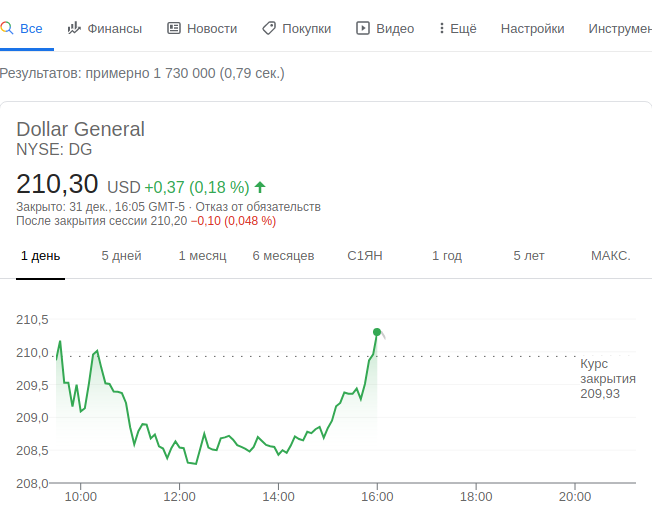 Все Финансы Новости Покупки Видео Ещё Настройки Инструмен
Результатов: примерно 1 730 000 (0,79 сек.)
Dollar General
NYSE: DG
210,30 USD +0,37 (0,18 %)
Закрыто: 31 дек., 16:05 GMT-5 · Отказ от обязательств
После закрытия сессии 210,20 −0,10 (0,048 %)
1 день 5 дней 1 месяц 6 месяцев С1ЯН 1 год 5 лет МАКС.
210,5
210,0
209,5
209,0
208,5
208,0
Курс
закрытия
209,93
10:00 12:00 14:00 16:00 18:00 20:00